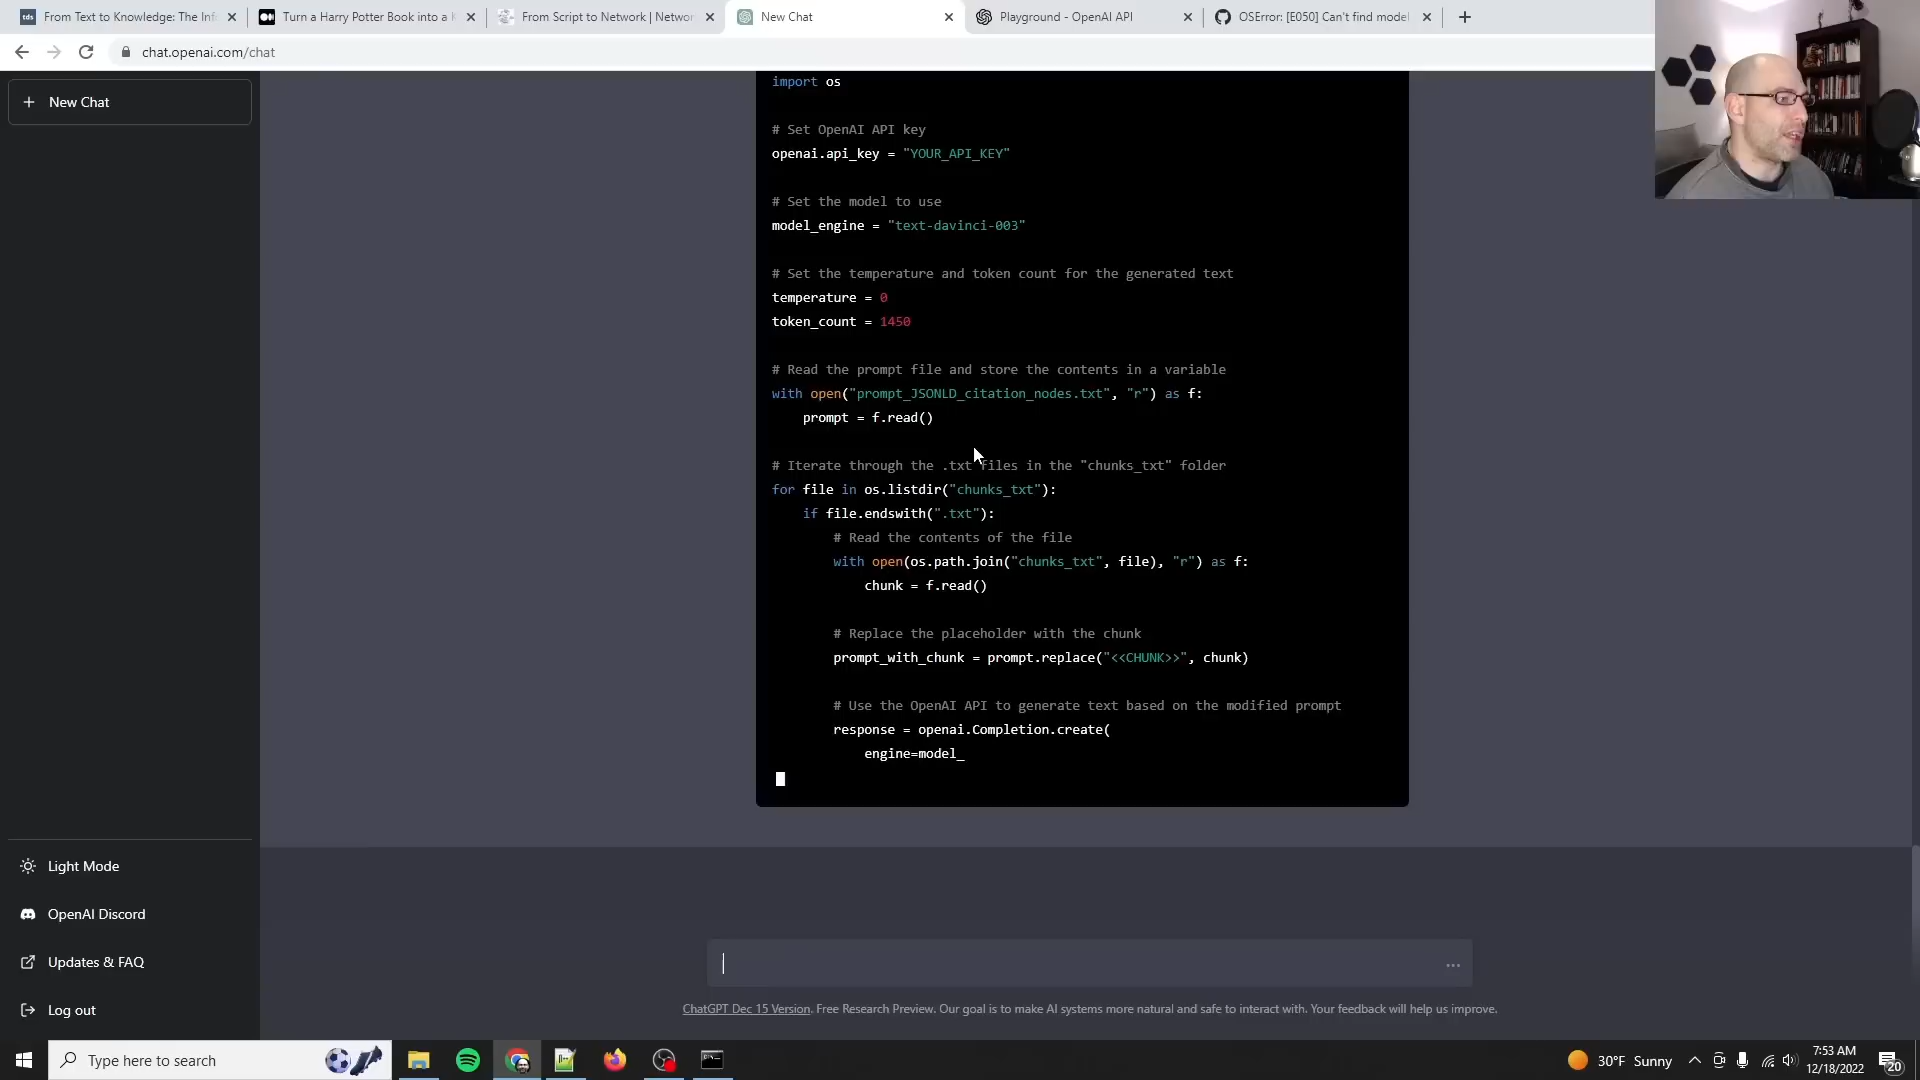 From Text to Knowledge: The Inf
Turn a Harry Potter Book into a K
From Script to Network | Networ
New Chat
Playground - OpenAI API
OSError: [E050] Can't find model
chat.openai.com/chat
New Chat
import os
# Set OpenAI API key
openai.api_key = "YOUR_API_KEY"
# Set the model to use
model_engine = "text-davinci-003"
# Set the temperature and token count for the generated text
temperature = 0
token_count = 1450
# Read the prompt file and store the contents in a variable
with open("prompt_JSONLD_citation_nodes.txt", "r") as f:
prompt = f.read()
# Iterate through the .txt files in the "chunks_txt" folder
for file in os.listdir("chunks_txt"):
if file.endswith(".txt"):
# Read the contents of the file
with open(os.path.join("chunks_txt", file), "r") as f:
chunk = f.read()
# Replace the placeholder with the chunk
prompt_with_chunk = prompt.replace("<<CHUNK>>", chunk)
# Use the OpenAI API to generate text based on the modified prompt
response = openai.Completion.create(
engine=model_
Light Mode
OpenAI Discord
Updates & FAQ
Log out
ChatGPT Dec 15 Version. Free Research Preview. Our goal is to make AI systems more natural and safe to interact with. Your feedback will help us improve.
Type here to search
30°F Sunny
7:53 AM
12/18/2022
20